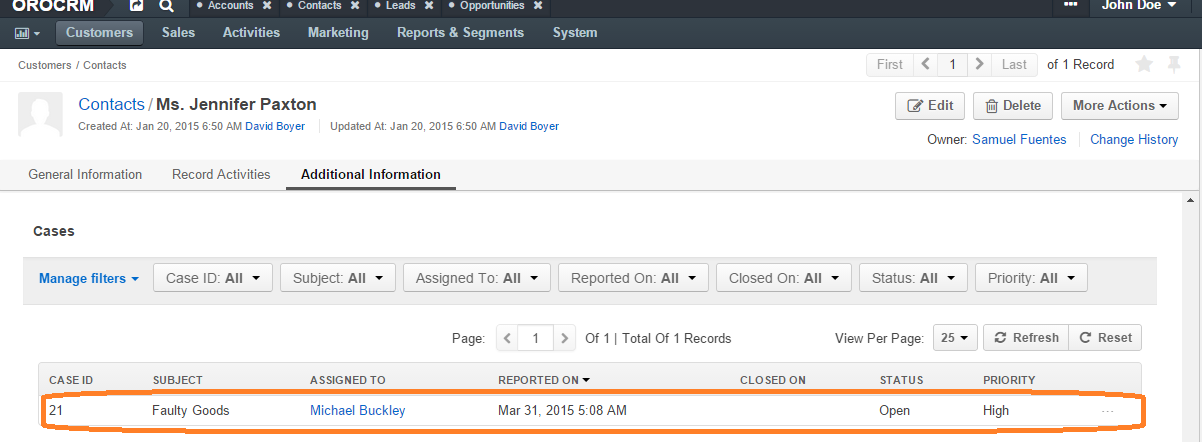 OROCRM • Accounts × • Contacts × • Leads × • Opportunities × ... John Doe
Customers Sales Activities Marketing Reports & Segments System
Customers / Contacts First 1 Last of 1 Record
Contacts / Ms. Jennifer Paxton Edit Delete More Actions
Created At: Jan 20, 2015 6:50 AM David Boyer Updated At: Jan 20, 2015 6:50 AM David Boyer
Owner: Samuel Fuentes Change History
General Information Record Activities Additional Information
Cases
Manage filters Case ID: All Subject: All Assigned To: All Reported On: All Closed On: All Status: All Priority: All
Page: 1 Of 1 | Total Of 1 Records View Per Page: 25 Refresh Reset
CASE ID SUBJECT ASSIGNED TO REPORTED ON CLOSED ON STATUS PRIORITY
21 Faulty Goods Michael Buckley Mar 31, 2015 5:08 AM Open High ...